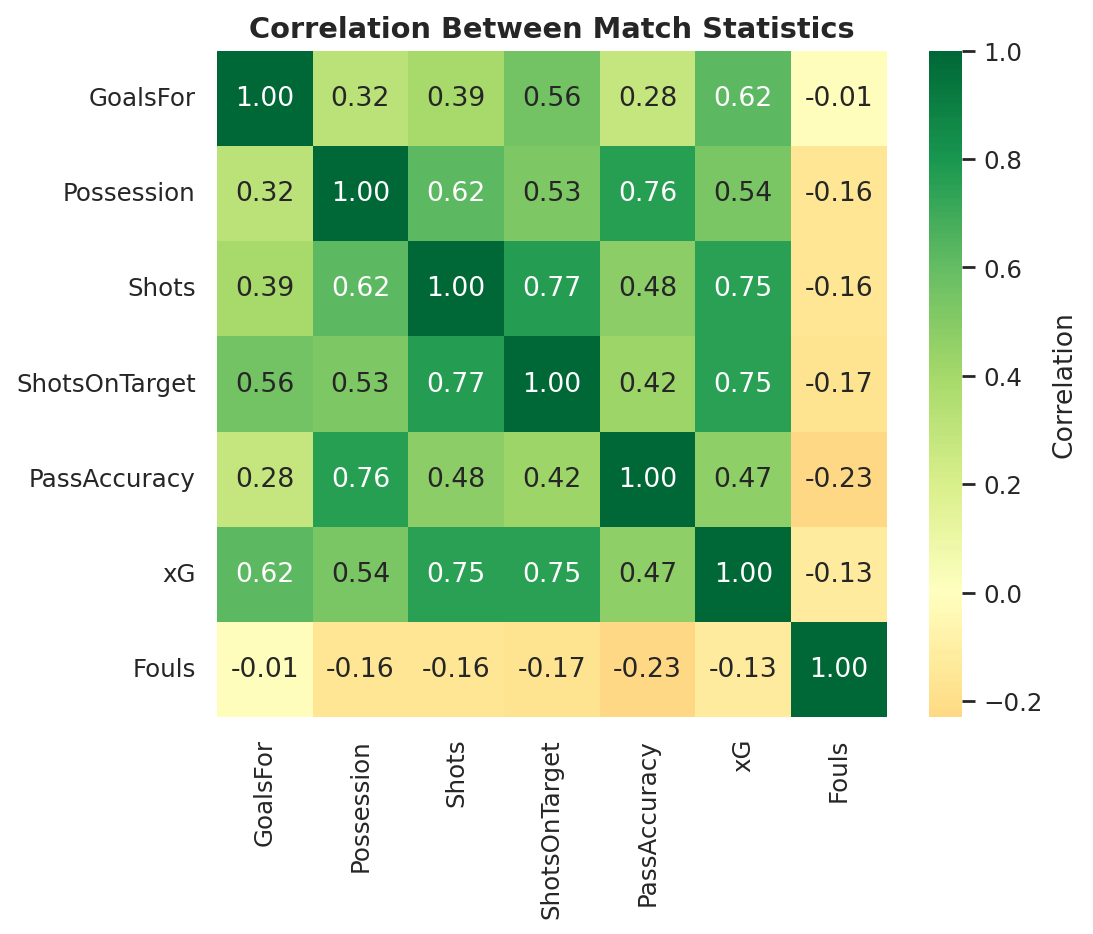 Correlation Between Match Statistics
GoalsFor 1.00 0.32 0.39 0.56 0.28 0.62 -0.01
Possession 0.32 1.00 0.62 0.53 0.76 0.54 -0.16
Shots 0.39 0.62 1.00 0.77 0.48 0.75 -0.16
ShotsOnTarget 0.56 0.53 0.77 1.00 0.42 0.75 -0.17
PassAccuracy 0.28 0.76 0.48 0.42 1.00 0.47 -0.23
xG 0.62 0.54 0.75 0.75 0.47 1.00 -0.13
Fouls -0.01 -0.16 -0.16 -0.17 -0.23 -0.13 1.00
GoalsFor
Possession
Shots
ShotsOnTarget
PassAccuracy
xG
Fouls
1.0
0.8
0.6
0.4
0.2
0.0
−0.2
Correlation